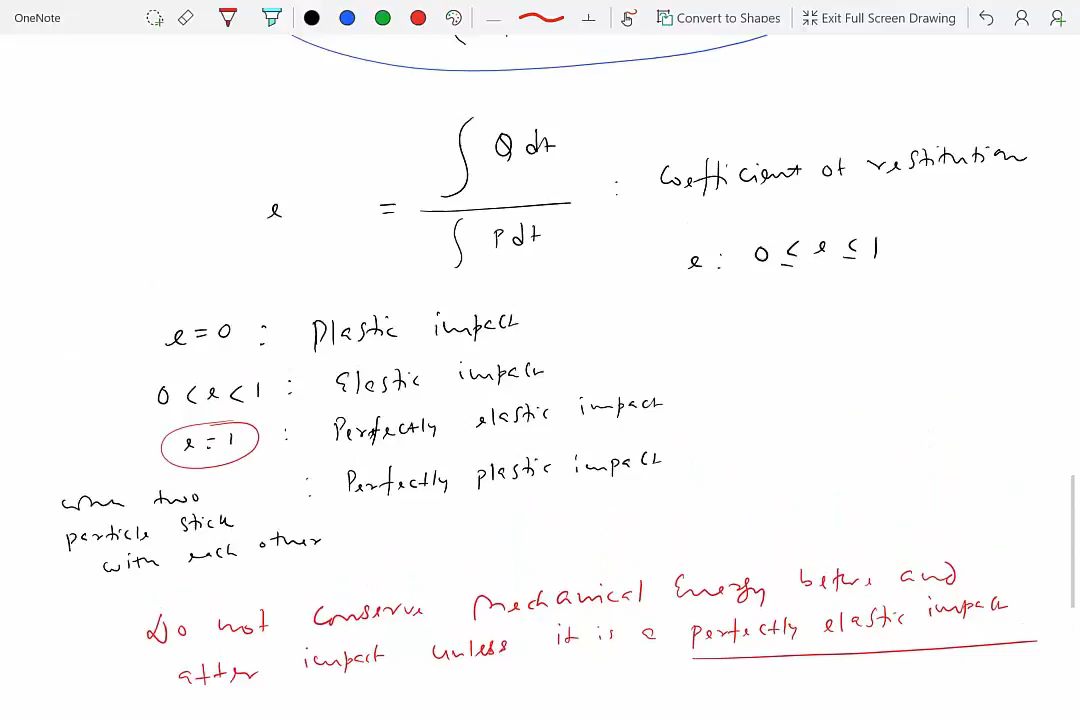 OneNote
Convert to Shapes
Exit Full Screen Drawing
e = ∫ Q dt / ∫ P dt : Coefficient of restitution
e : 0 ≤ e ≤ 1
e = 0 : Plastic impact
0 < e < 1 : Elastic impact
e = 1 : Perfectly elastic impact
: Perfectly plastic impact
when two
particle stick
with each other
Do not conserve Mechanical Energy before and
after impact unless it is a perfectly elastic impact